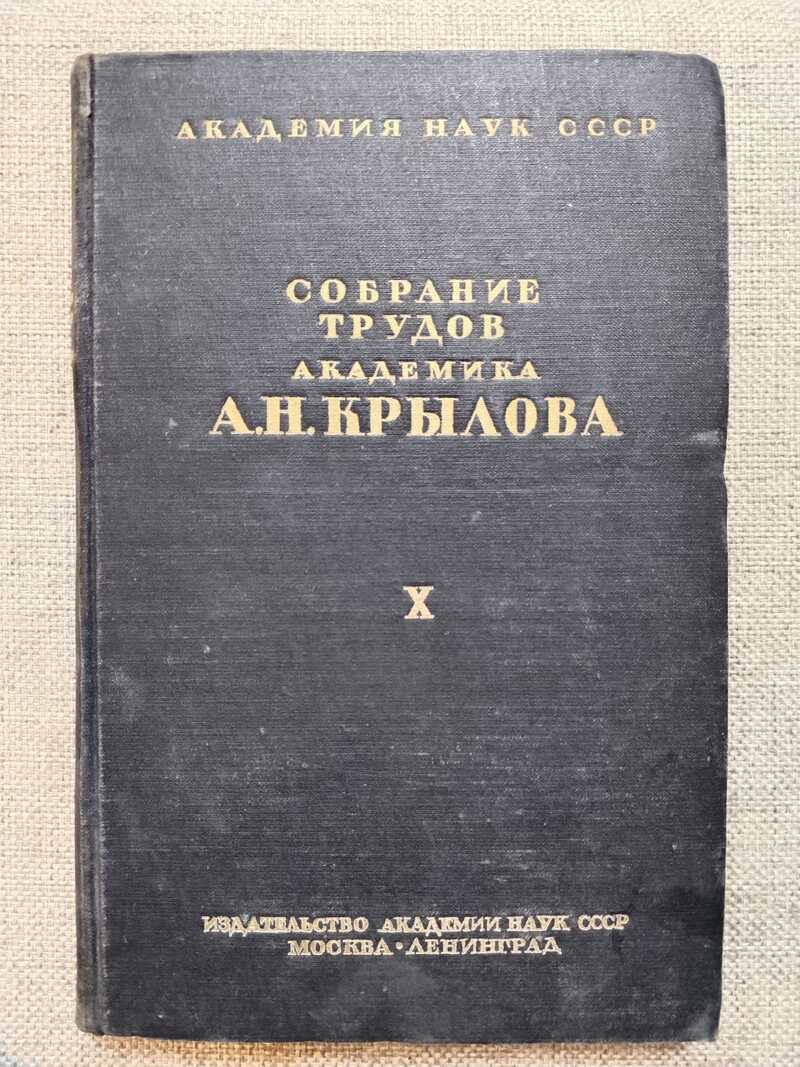 АКАДЕМИЯ НАУК СССР
СОБРАНИЕ
ТРУДОВ
АКАДЕМИКА
А.Н.КРЫЛОВА
X
ИЗДАТЕЛЬСТВО АКАДЕМИИ НАУК СССР
МОСКВА • ЛЕНИНГРАД